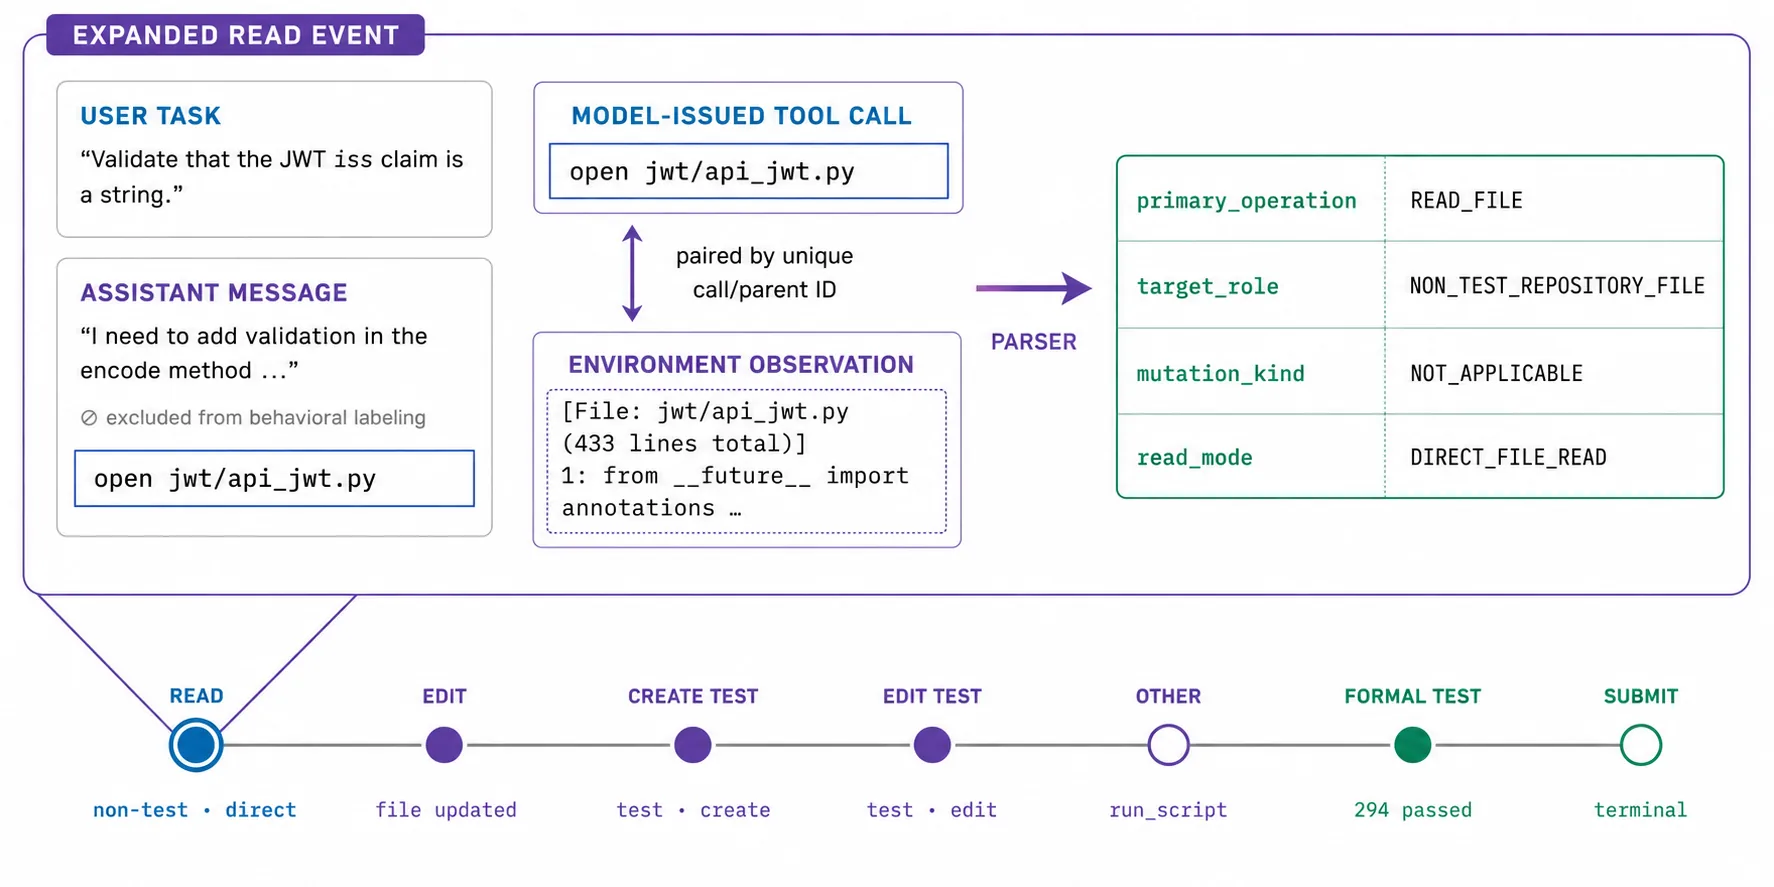 EXPANDED READ EVENT
USER TASK
“Validate that the JWT iss claim is
a string.”
ASSISTANT MESSAGE
“I need to add validation in the
encode method ...”
⊘ excluded from behavioral labeling
open jwt/api_jwt.py
MODEL-ISSUED TOOL CALL
open jwt/api_jwt.py
paired by unique
call/parent ID
ENVIRONMENT OBSERVATION
[File: jwt/api_jwt.py
(433 lines total)]
1: from __future__ import
annotations …
PARSER
primary_operation READ_FILE
target_role NON_TEST_REPOSITORY_FILE
mutation_kind NOT_APPLICABLE
read_mode DIRECT_FILE_READ
READ EDIT CREATE TEST EDIT TEST OTHER FORMAL TEST SUBMIT
non-test • direct file updated test • create test • edit run_script 294 passed terminal